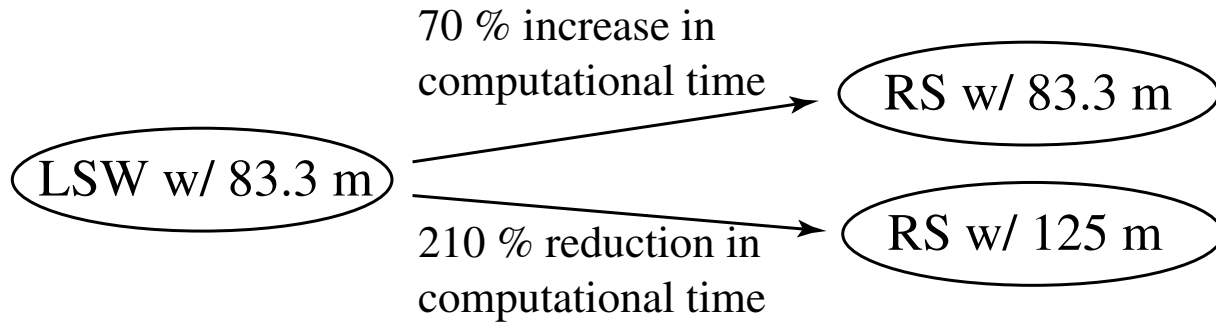 70 % increase in
computational time
RS w/ 83.3 m
LSW w/ 83.3 m
RS w/ 125 m
210 % reduction in
computational time